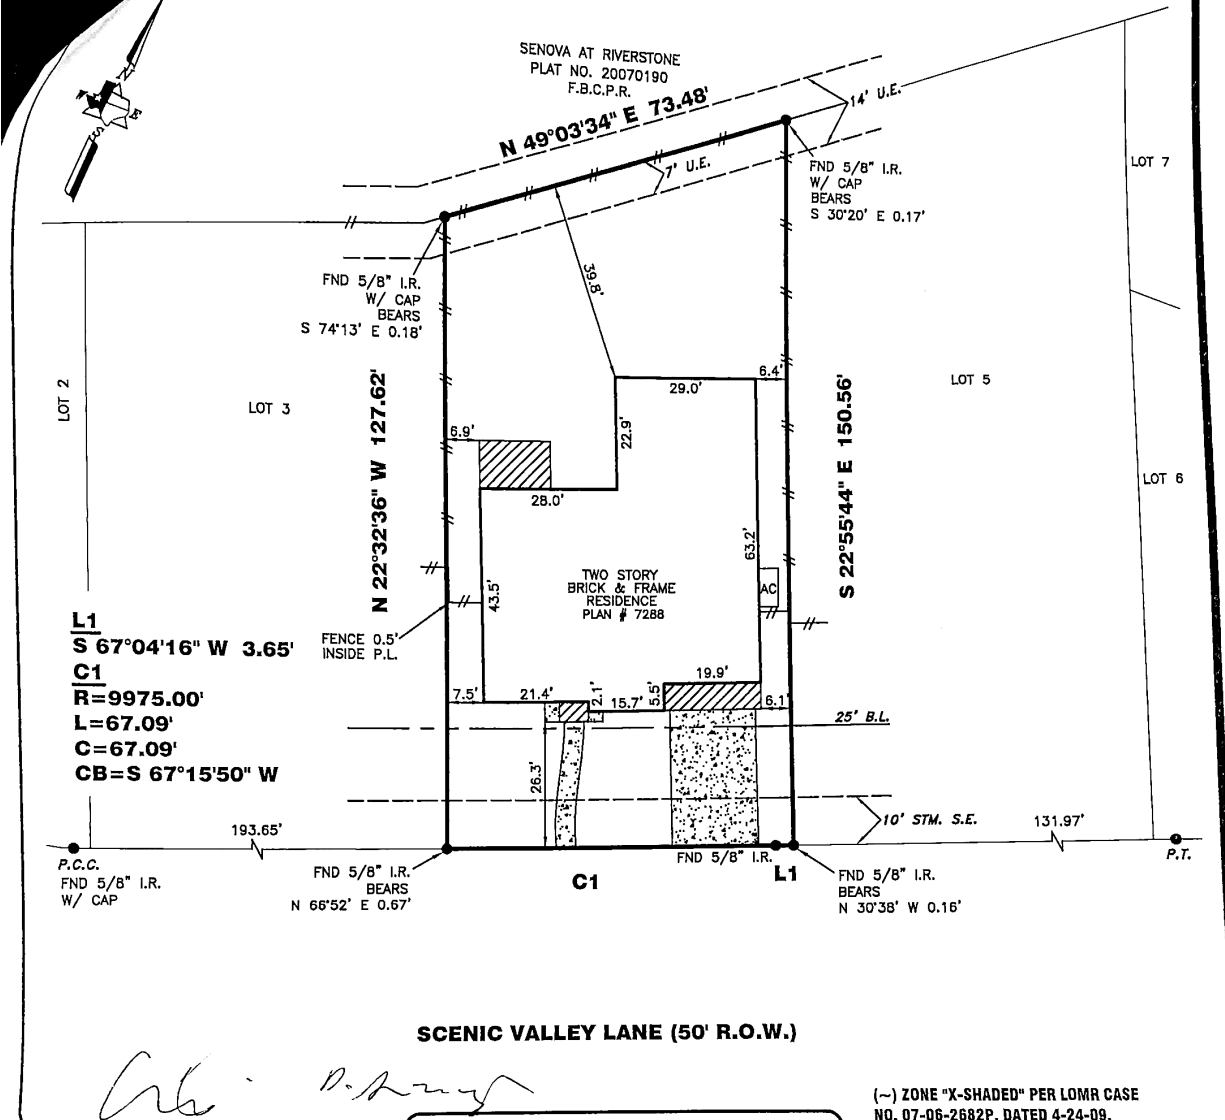 SENOVA AT RIVERSTONE
PLAT NO. 20070190
F.B.C.P.R.
N
W
E
S
N 49°03'34" E 73.48'
14' U.E.
7' U.E.
LOT 7
FND 5/8" I.R.
W/ CAP
BEARS
S 30°20' E 0.17'
FND 5/8" I.R.
W/ CAP
BEARS
S 74°13' E 0.18'
39.8'
LOT 2
LOT 3
N 22°32'36" W 127.62'
6.9'
29.0'
6.4'
22.9'
28.0'
S 22°55'44" E 150.56'
LOT 5
LOT 6
63.2'
43.5'
AC
TWO STORY
BRICK & FRAME
RESIDENCE
PLAN # 7288
FENCE 0.5'
INSIDE P.L.
L1
S 67°04'16" W 3.65'
C1
R=9975.00'
L=67.09'
C=67.09'
CB=S 67°15'50" W
7.5'
21.4'
2.1'
15.7'
5.5'
19.9'
6.1'
25' B.L.
26.3'
10' STM. S.E.
193.65'
131.97'
P.C.C.
FND 5/8" I.R.
W/ CAP
FND 5/8" I.R.
BEARS
N 66°52' E 0.67'
C1
FND 5/8" I.R.
L1
FND 5/8" I.R.
BEARS
N 30°38' W 0.16'
P.T.
SCENIC VALLEY LANE (50' R.O.W.)
(~) ZONE "X-SHADED" PER LOMR CASE
NO. 07-06-2682P, DATED 4-24-09.